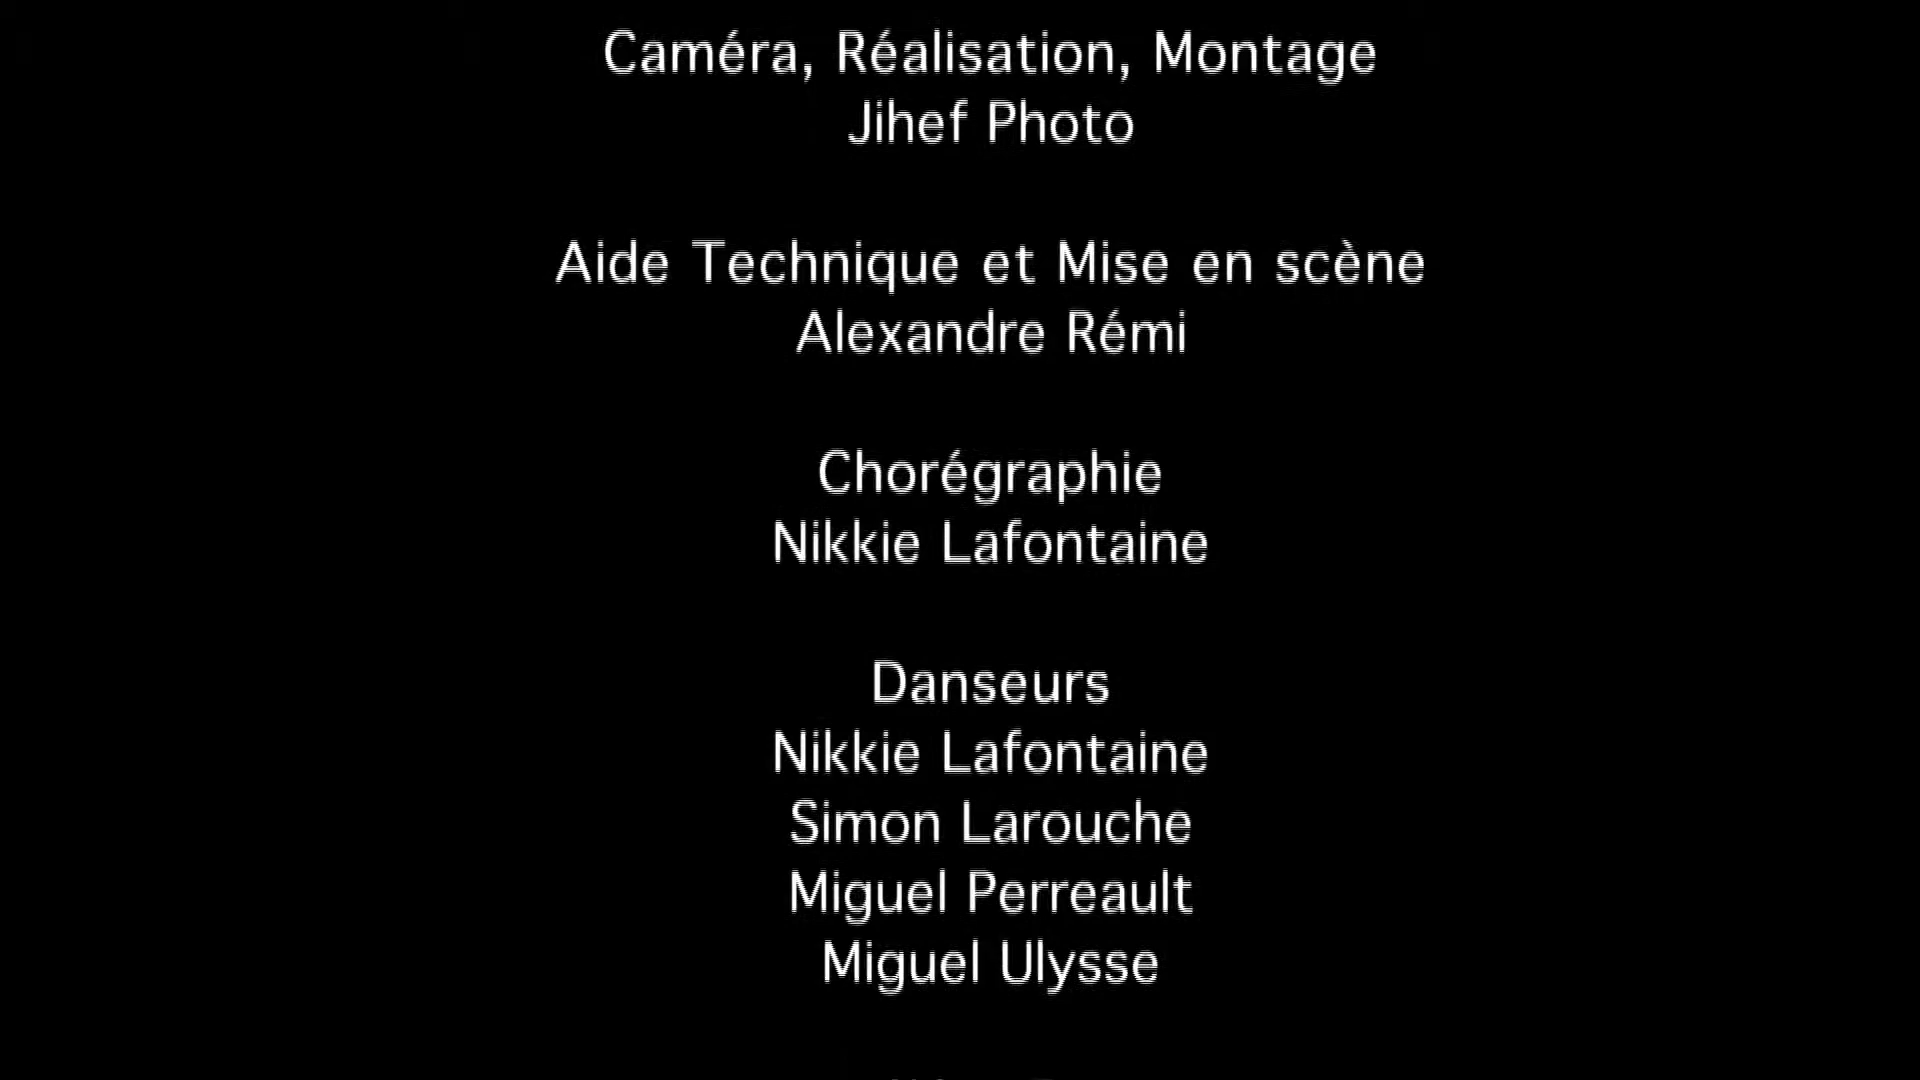 Caméra, Réalisation, Montage
Jihef Photo
Aide Technique et Mise en scène
Alexandre Rémi
Chorégraphie
Nikkie Lafontaine
Danseurs
Nikkie Lafontaine
Simon Larouche
Miguel Perreault
Miguel Ulysse